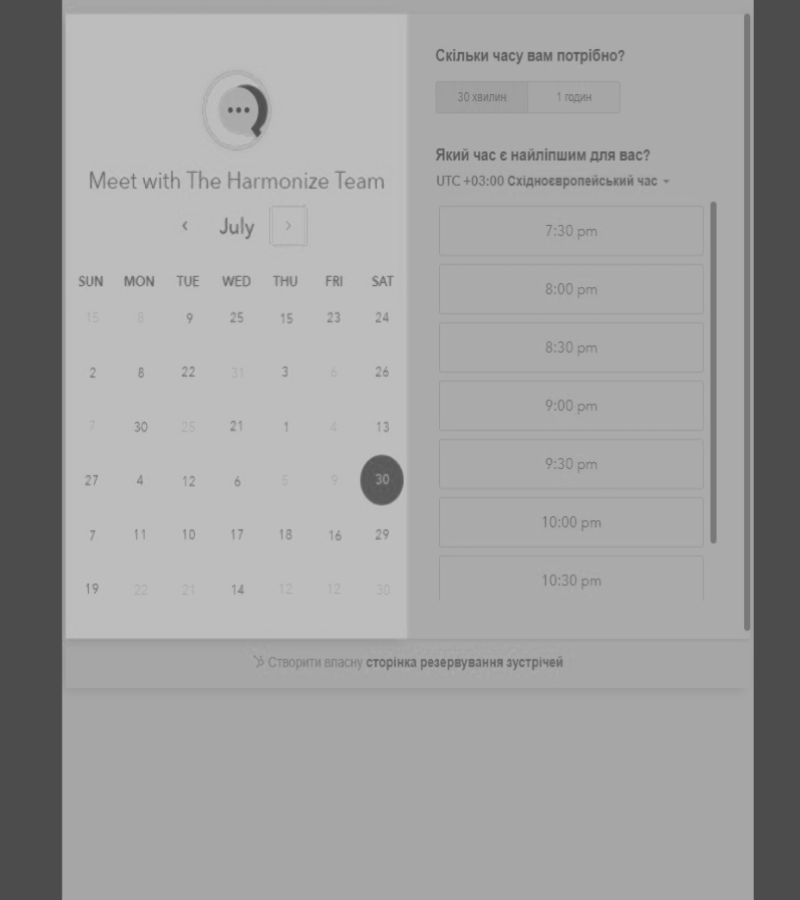 Meet with The Harmonize Team
July
SUN MON TUE WED THU FRI SAT
15 8 9 25 15 23 24
2 8 22 31 3 6 26
7 30 25 21 1 4 13
27 4 12 6 5 9 30
7 11 10 17 18 16 29
19 22 21 14 12 12 30
Скільки часу вам потрібно?
30 хвилин 1 годин
Який час є найліпшим для вас?
UTC +03:00 Східноєвропейський час
7:30 pm
8:00 pm
8:30 pm
9:00 pm
9:30 pm
10:00 pm
10:30 pm
Створити власну сторінка резервування зустрічей